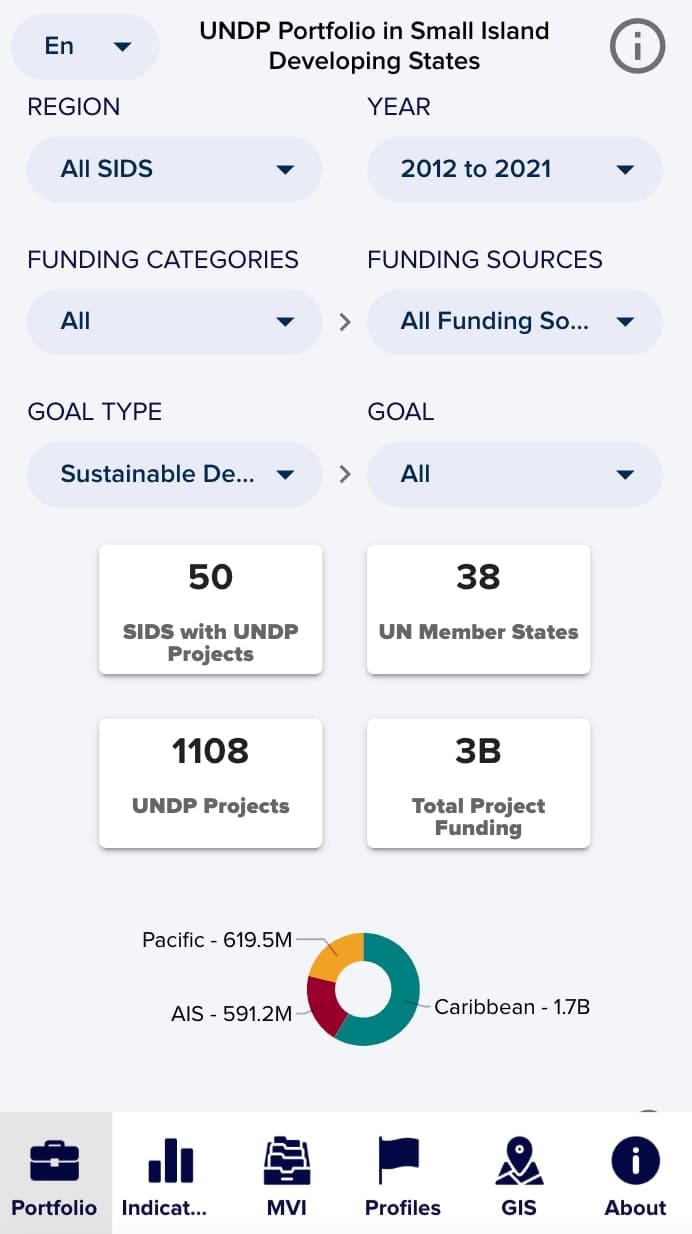 En
UNDP Portfolio in Small Island
Developing States
REGION
YEAR
All SIDS
2012 to 2021
FUNDING CATEGORIES
FUNDING SOURCES
All
All Funding So...
GOAL TYPE
GOAL
Sustainable De...
All
50
SIDS with UNDP
Projects
38
UN Member States
1108
UNDP Projects
3B
Total Project
Funding
Pacific - 619.5M
Caribbean - 1.7B
AIS - 591.2M
Portfolio
Indicat...
MVI
Profiles
GIS
About